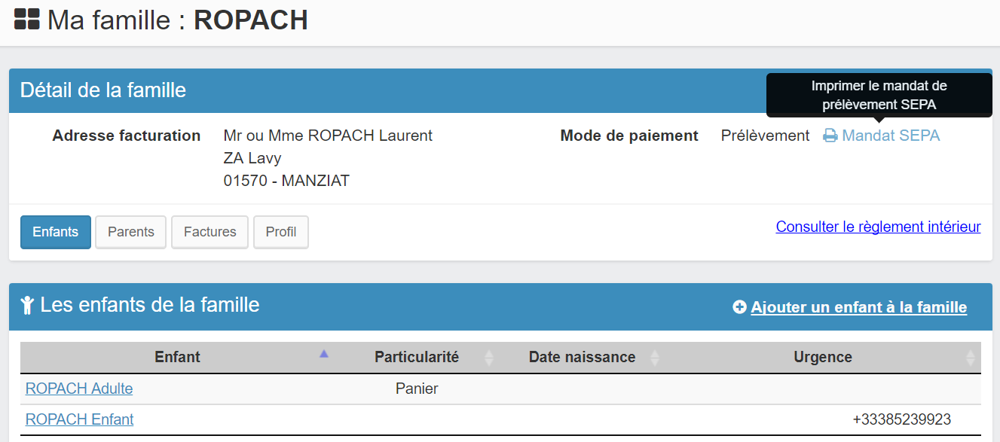 Ma famille : ROPACH
Détail de la famille
Imprimer le mandat de
prélèvement SEPA
Adresse facturation Mr ou Mme ROPACH Laurent Mode de paiement Prélèvement Mandat SEPA
ZA Lavy
01570 - MANZIAT
Enfants Parents Factures Profil Consulter le règlement intérieur
Les enfants de la famille Ajouter un enfant à la famille
Enfant Particularité Date naissance Urgence
ROPACH Adulte Panier
ROPACH Enfant +33385239923